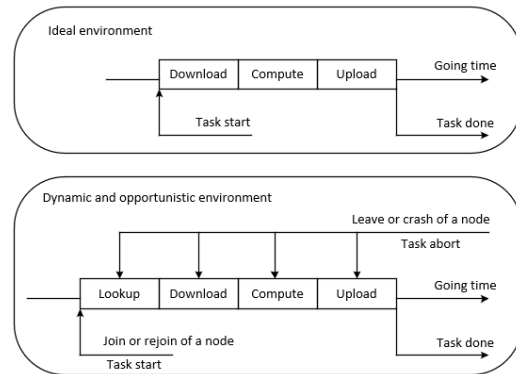 Ideal environment
Going time
Download Compute Upload
Task start
Task done
Dynamic and opportunistic environment
Leave or crash of a node
Task abort
Going time
Lookup Download Compute Upload
Join or rejoin of a node
Task done
Task start